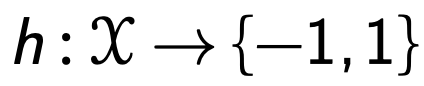 h : 𝒳 → {−1, 1}